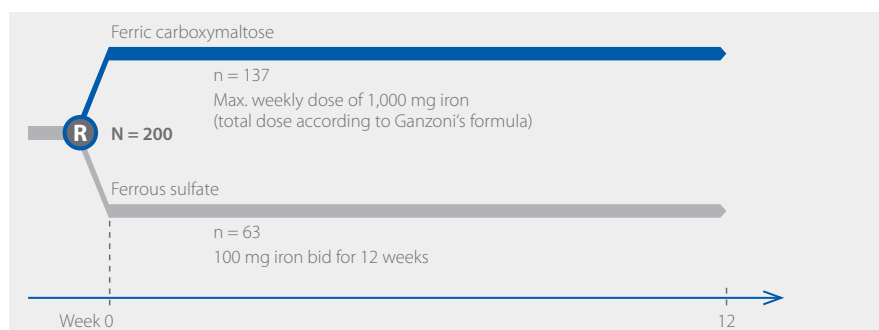 Ferric carboxymaltose
n = 137
Max. weekly dose of 1,000 mg iron
(total dose according to Ganzoni's formula)
R N = 200
Ferrous sulfate
n = 63
100 mg iron bid for 12 weeks
Week 0 12